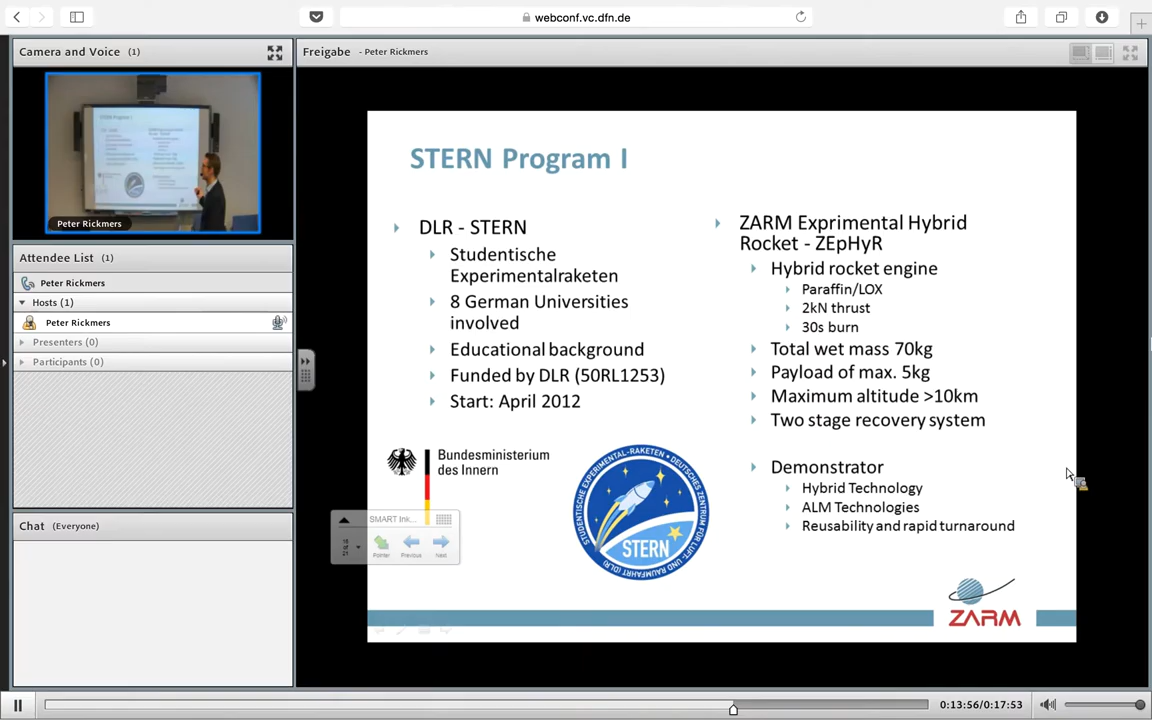 webconf.vc.dfn.de
Camera and Voice (1)
Freigabe - Peter Rickmers
STERN Program I
Peter Rickmers
Attendee List (1)
Peter Rickmers
Hosts (1)
Peter Rickmers
Presenters (0)
Participants (0)
Chat (Everyone)
STERN Program I
DLR - STERN
Studentische
Experimentalraketen
8 German Universities
involved
Educational background
Funded by DLR (50RL1253)
Start: April 2012
Bundesministerium
des Innern
STUDENTISCHE EXPERIMENTAL-RAKETEN • DEUTSCHES ZENTRUM FÜR LUFT- UND RAUMFAHRT (DLR)
STERN
SMART Ink...
Pointer Previous Next
ZARM Exprimental Hybrid
Rocket - ZEpHyR
Hybrid rocket engine
Paraffin/LOX
2kN thrust
30s burn
Total wet mass 70kg
Payload of max. 5kg
Maximum altitude >10km
Two stage recovery system
Demonstrator
Hybrid Technology
ALM Technologies
Reusability and rapid turnaround
ZARM
0:13:56/0:17:53